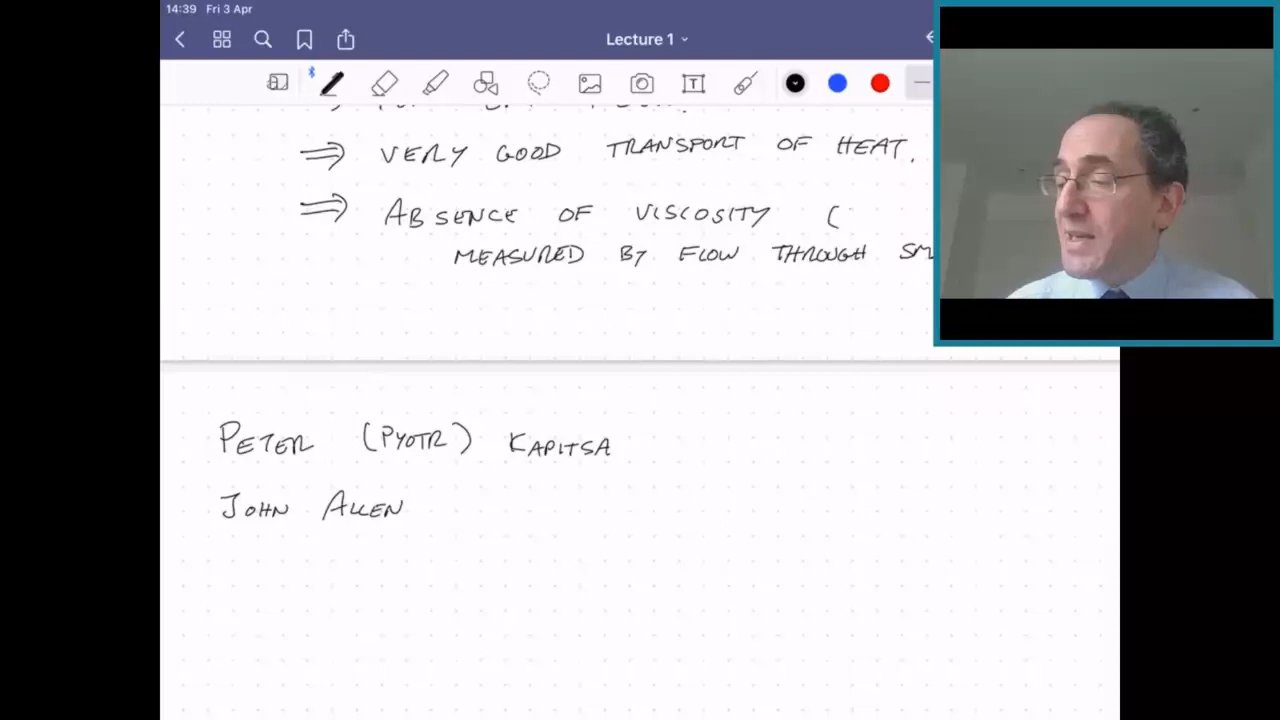 14:39 Fri 3 Apr
Lecture 1
⇒ VERY GOOD TRANSPORT OF HEAT.
⇒ ABSENCE OF VISCOSITY (
MEASURED BY FLOW THROUGH SM
PETER (PYOTR) KAPITSA
JOHN ALLEN